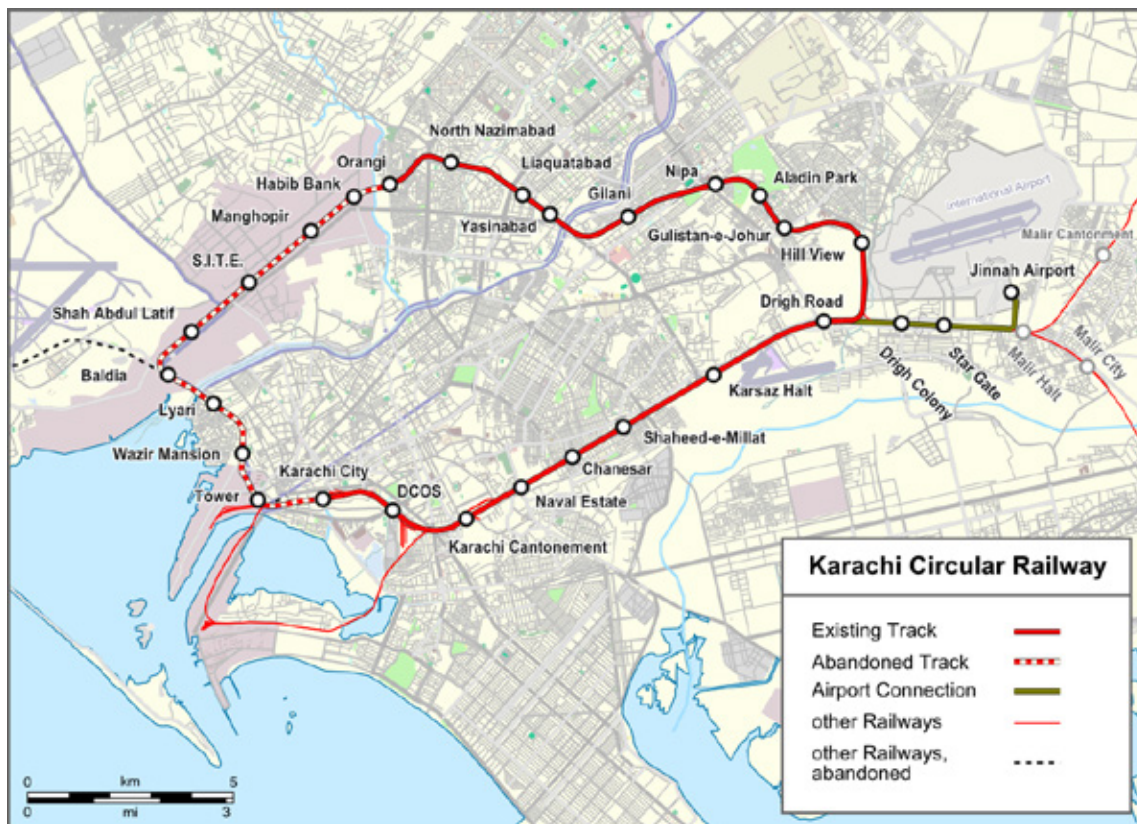 North Nazimabad
Orangi
Liaquatabad
Habib Bank
Nipa
Aladin Park
Gilani
International Airport
Manghopir
Yasinabad
Gulistan-e-Johur
Malir Cantonment
Hill View
S.I.T.E.
Jinnah Airport
Shah Abdul Latif
Drigh Road
Baldia
Karsaz Halt
Drigh Colony
Star Gate
Malir Halt
Malir City
Lyari
Shaheed-e-Millat
Wazir Mansion
Chanesar
Karachi City
Tower
DCOS
Naval Estate
Karachi Cantonement
Karachi Circular Railway
Existing Track
Abandoned Track
Airport Connection
other Railways
other Railways,
abandoned
0 km 5
0 mi 3